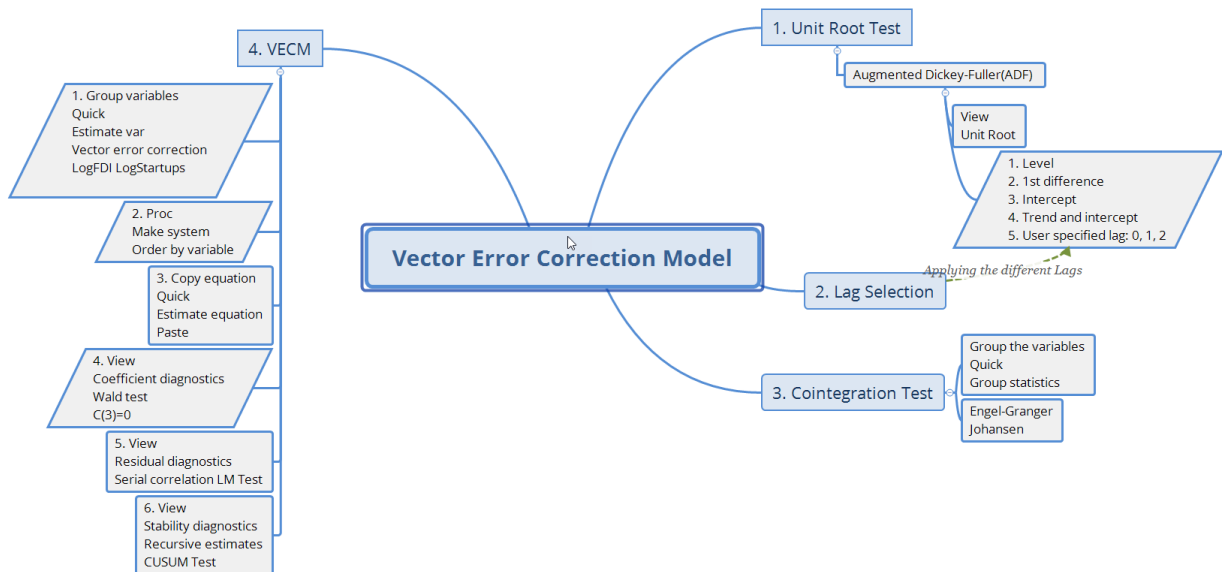 Vector Error Correction Model
1. Unit Root Test
Augmented Dickey-Fuller(ADF)
View
Unit Root
1. Level
2. 1st difference
3. Intercept
4. Trend and intercept
5. User specified lag: 0, 1, 2
Applying the different Lags
2. Lag Selection
3. Cointegration Test
Group the variables
Quick
Group statistics
Engel-Granger
Johansen
4. VECM
1. Group variables
Quick
Estimate var
Vector error correction
LogFDI LogStartups
2. Proc
Make system
Order by variable
3. Copy equation
Quick
Estimate equation
Paste
4. View
Coefficient diagnostics
Wald test
C(3)=0
5. View
Residual diagnostics
Serial correlation LM Test
6. View
Stability diagnostics
Recursive estimates
CUSUM Test